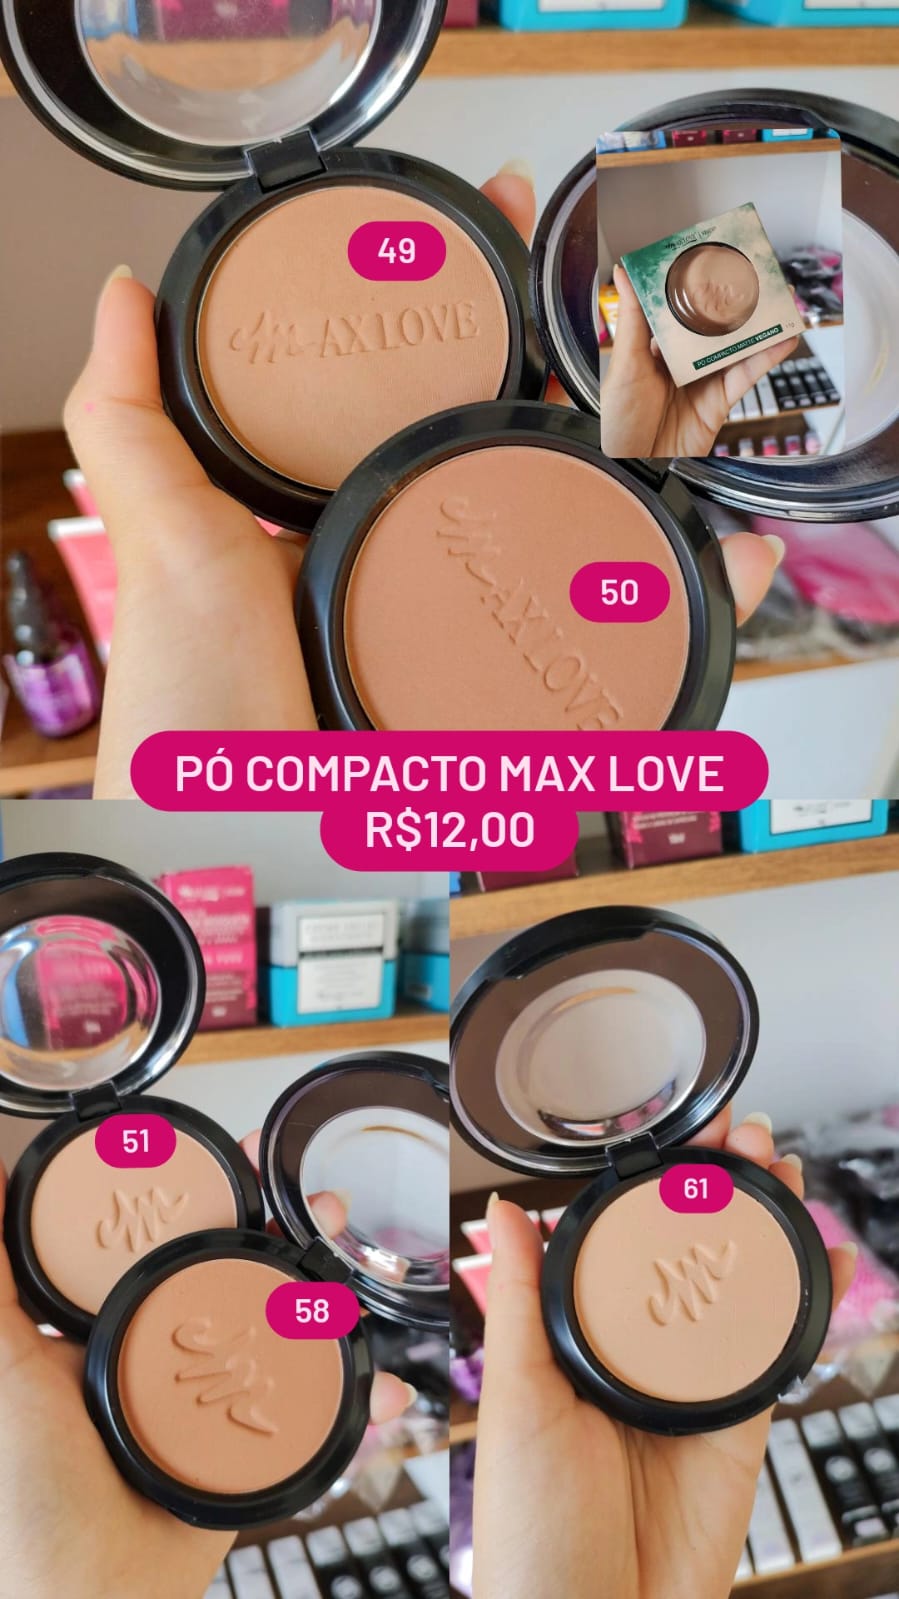 49
MAX LOVE
PÓ COMPACTO MATTE VEGANO
11g
50
MAX LOVE
PÓ COMPACTO MAX LOVE
R$12,00
51
61
58